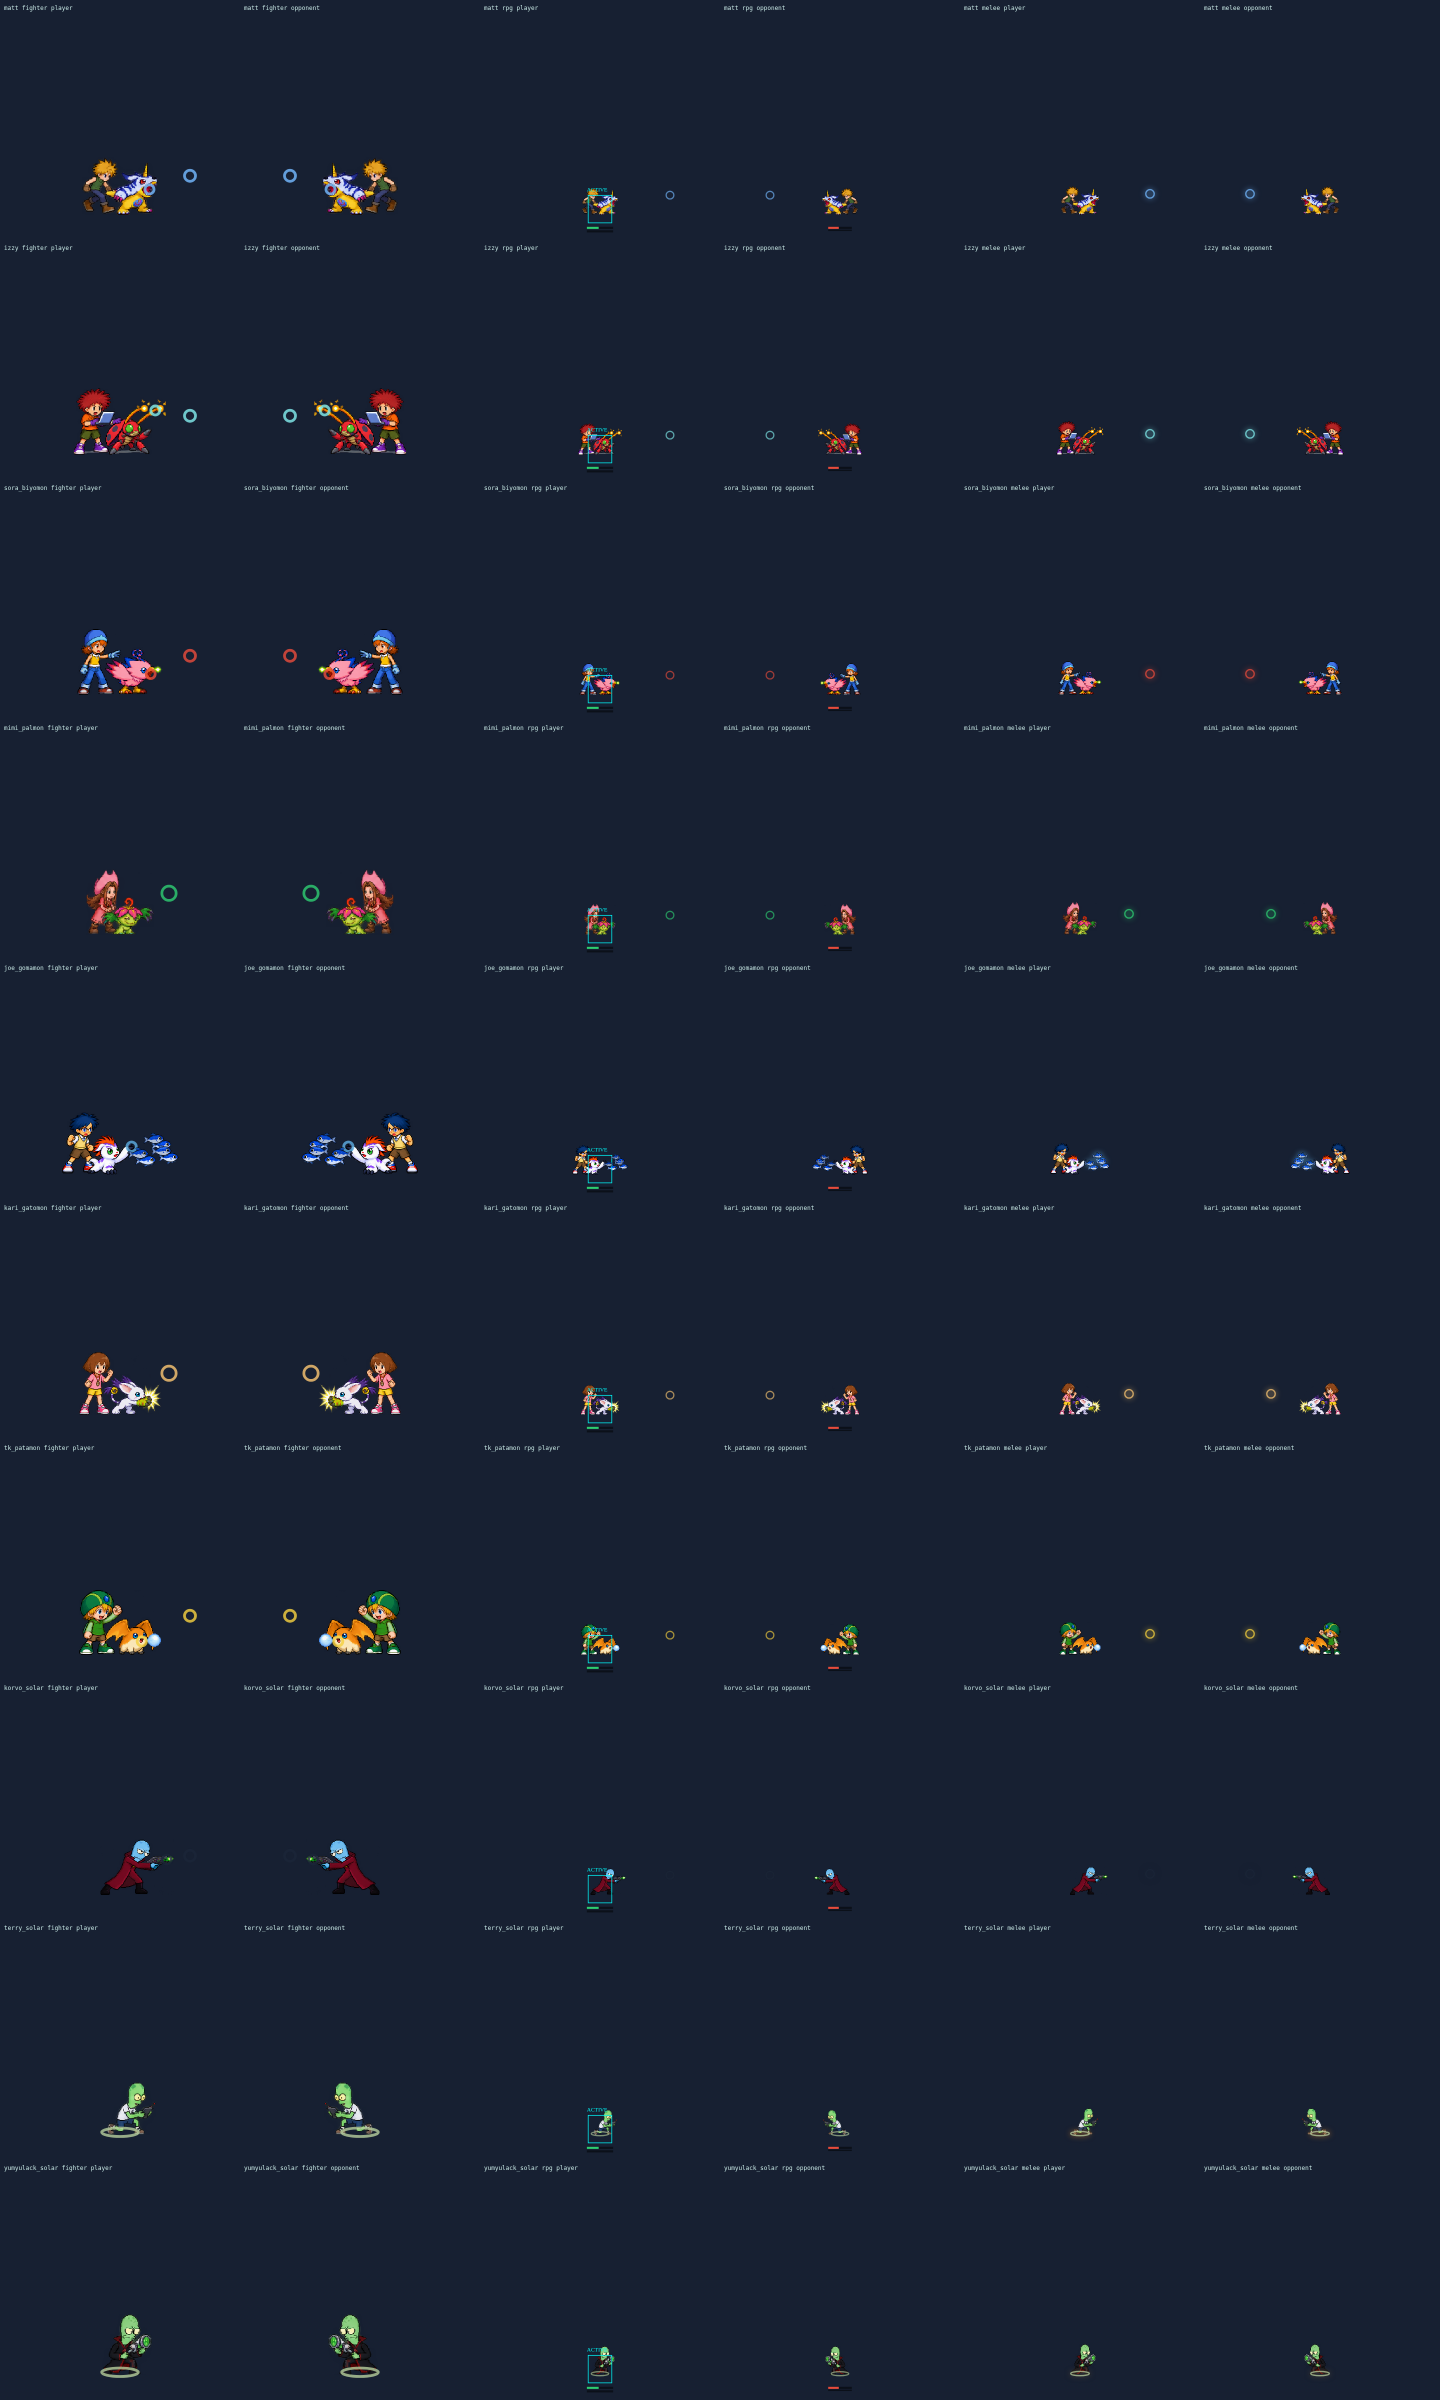 matt fighter player
matt fighter opponent
matt rpg player
matt rpg opponent
matt melee player
matt melee opponent
ACTIVE
izzy fighter player
izzy fighter opponent
izzy rpg player
izzy rpg opponent
izzy melee player
izzy melee opponent
ACTIVE
sora_biyomon fighter player
sora_biyomon fighter opponent
sora_biyomon rpg player
sora_biyomon rpg opponent
sora_biyomon melee player
sora_biyomon melee opponent
ACTIVE
mimi_palmon fighter player
mimi_palmon fighter opponent
mimi_palmon rpg player
mimi_palmon rpg opponent
mimi_palmon melee player
mimi_palmon melee opponent
ACTIVE
joe_gomamon fighter player
joe_gomamon fighter opponent
joe_gomamon rpg player
joe_gomamon rpg opponent
joe_gomamon melee player
joe_gomamon melee opponent
ACTIVE
kari_gatomon fighter player
kari_gatomon fighter opponent
kari_gatomon rpg player
kari_gatomon rpg opponent
kari_gatomon melee player
kari_gatomon melee opponent
ACTIVE
tk_patamon fighter player
tk_patamon fighter opponent
tk_patamon rpg player
tk_patamon rpg opponent
tk_patamon melee player
tk_patamon melee opponent
ACTIVE
korvo_solar fighter player
korvo_solar fighter opponent
korvo_solar rpg player
korvo_solar rpg opponent
korvo_solar melee player
korvo_solar melee opponent
ACTIVE
terry_solar fighter player
terry_solar fighter opponent
terry_solar rpg player
terry_solar rpg opponent
terry_solar melee player
terry_solar melee opponent
ACTIVE
yumyulack_solar fighter player
yumyulack_solar fighter opponent
yumyulack_solar rpg player
yumyulack_solar rpg opponent
yumyulack_solar melee player
yumyulack_solar melee opponent
ACTIVE